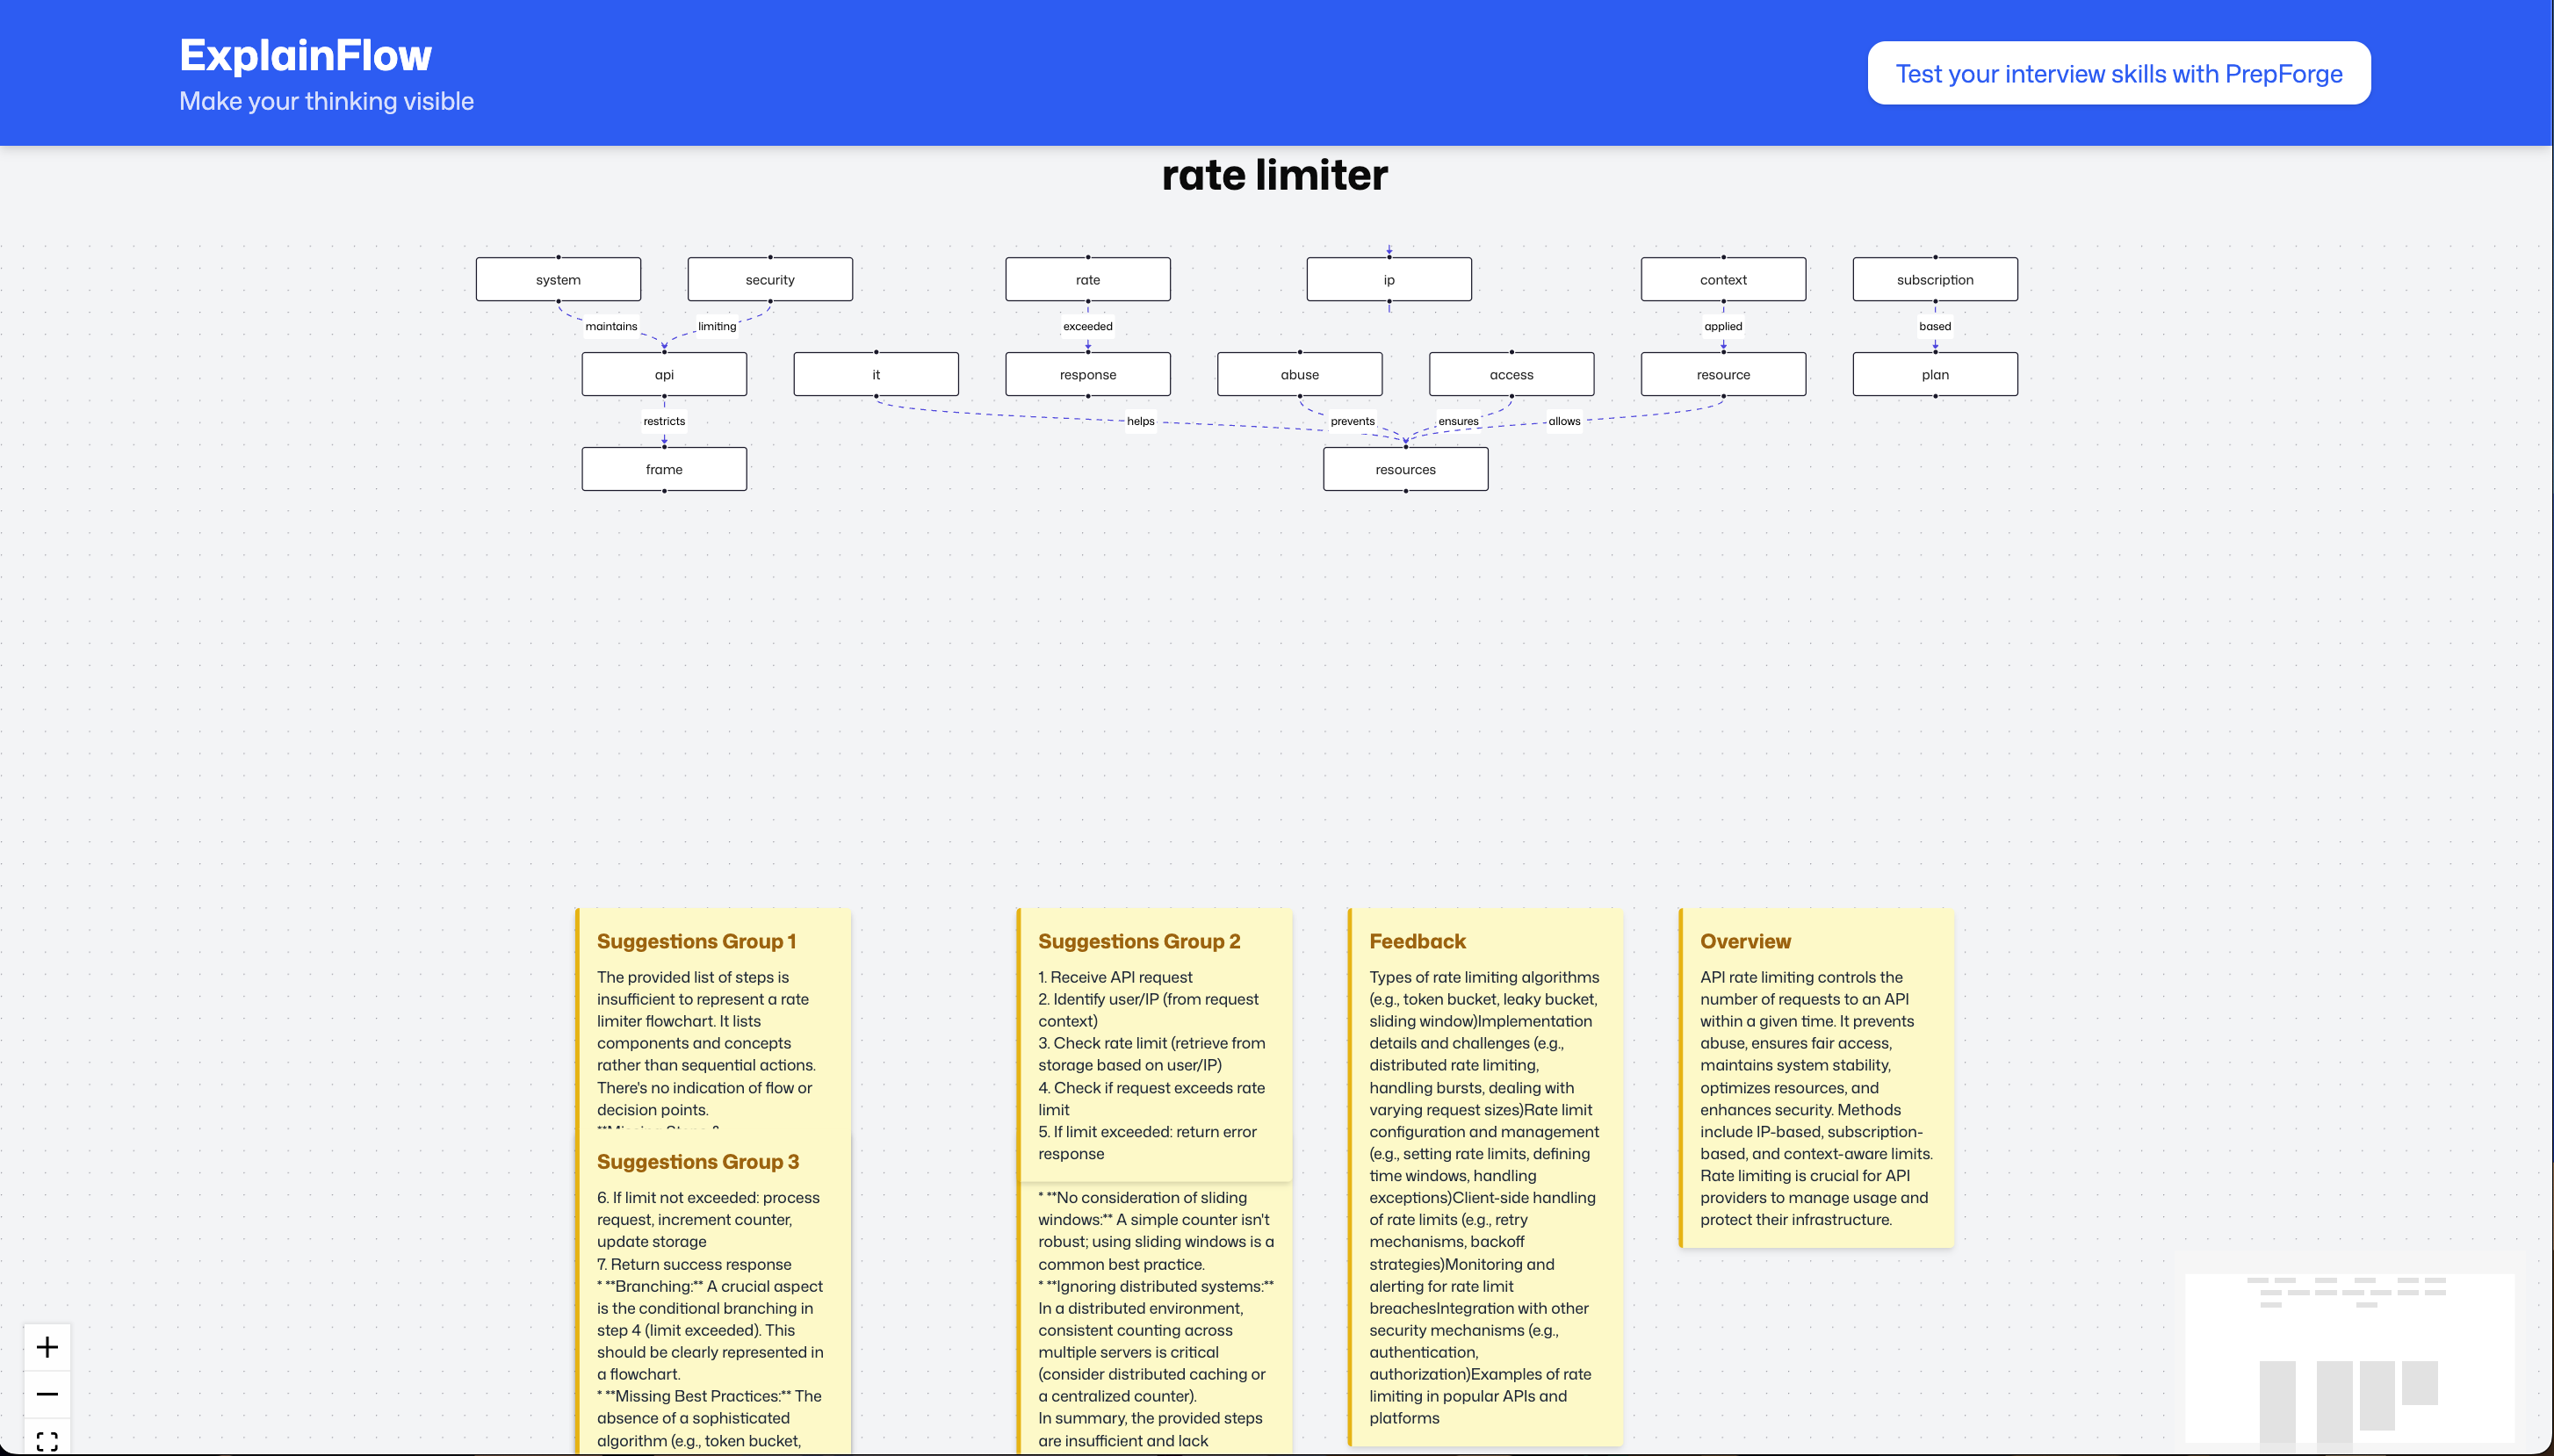 ExplainFlow
Make your thinking visible
Test your interview skills with PrepForge
rate limiter
system
security
rate
ip
context
subscription
maintains
limiting
exceeded
applied
based
api
it
response
abuse
access
resource
plan
restricts
helps
prevents
ensures
allows
frame
resources
Suggestions Group 1
The provided list of steps is
insufficient to represent a rate
limiter flowchart. It lists
components and concepts
rather than sequential actions.
There's no indication of flow or
decision points.
Suggestions Group 3
6. If limit not exceeded: process
request, increment counter,
update storage
7. Return success response
* **Branching:** A crucial aspect
is the conditional branching in
step 4 (limit exceeded). This
should be clearly represented in
a flowchart.
* **Missing Best Practices:** The
absence of a sophisticated
algorithm (e.g., token bucket,
Suggestions Group 2
1. Receive API request
2. Identify user/IP (from request
context)
3. Check rate limit (retrieve from
storage based on user/IP)
4. Check if request exceeds rate
limit
5. If limit exceeded: return error
response
* **No consideration of sliding
windows:** A simple counter isn't
robust; using sliding windows is a
common best practice.
* **Ignoring distributed systems:**
In a distributed environment,
consistent counting across
multiple servers is critical
(consider distributed caching or
a centralized counter).
In summary, the provided steps
are insufficient and lack
Feedback
Types of rate limiting algorithms
(e.g., token bucket, leaky bucket,
sliding window)Implementation
details and challenges (e.g.,
distributed rate limiting,
handling bursts, dealing with
varying request sizes)Rate limit
configuration and management
(e.g., setting rate limits, defining
time windows, handling
exceptions)Client-side handling
of rate limits (e.g., retry
mechanisms, backoff
strategies)Monitoring and
alerting for rate limit
breachesIntegration with other
security mechanisms (e.g.,
authentication,
authorization)Examples of rate
limiting in popular APIs and
platforms
Overview
API rate limiting controls the
number of requests to an API
within a given time. It prevents
abuse, ensures fair access,
maintains system stability,
optimizes resources, and
enhances security. Methods
include IP-based, subscription-
based, and context-aware limits.
Rate limiting is crucial for API
providers to manage usage and
protect their infrastructure.